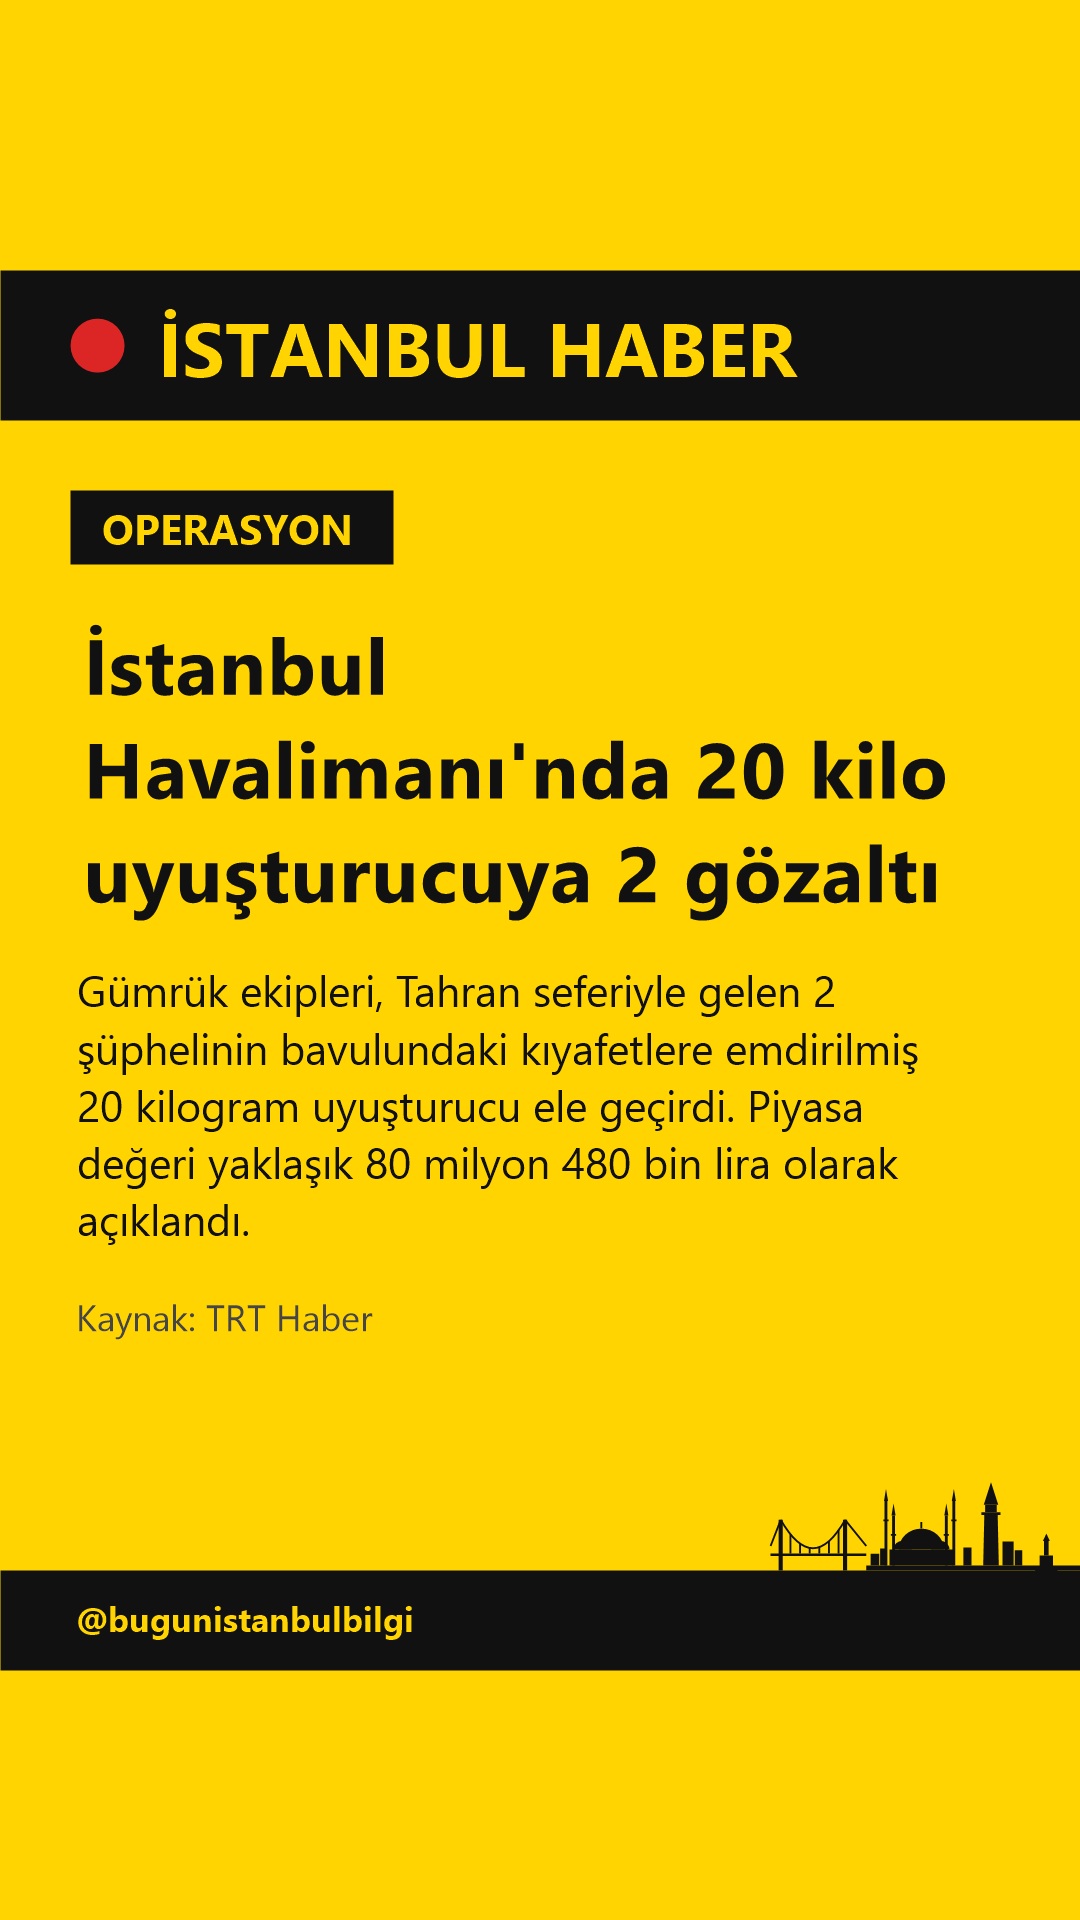 İSTANBUL HABER
OPERASYON
İstanbul
Havalimanı'nda 20 kilo
uyuşturucuya 2 gözaltı
Gümrük ekipleri, Tahran seferiyle gelen 2
şüphelinin bavulundaki kıyafetlere emdirilmiş
20 kilogram uyuşturucu ele geçirdi. Piyasa
değeri yaklaşık 80 milyon 480 bin lira olarak
açıklandı.
Kaynak: TRT Haber
@bugunistanbulbilgi